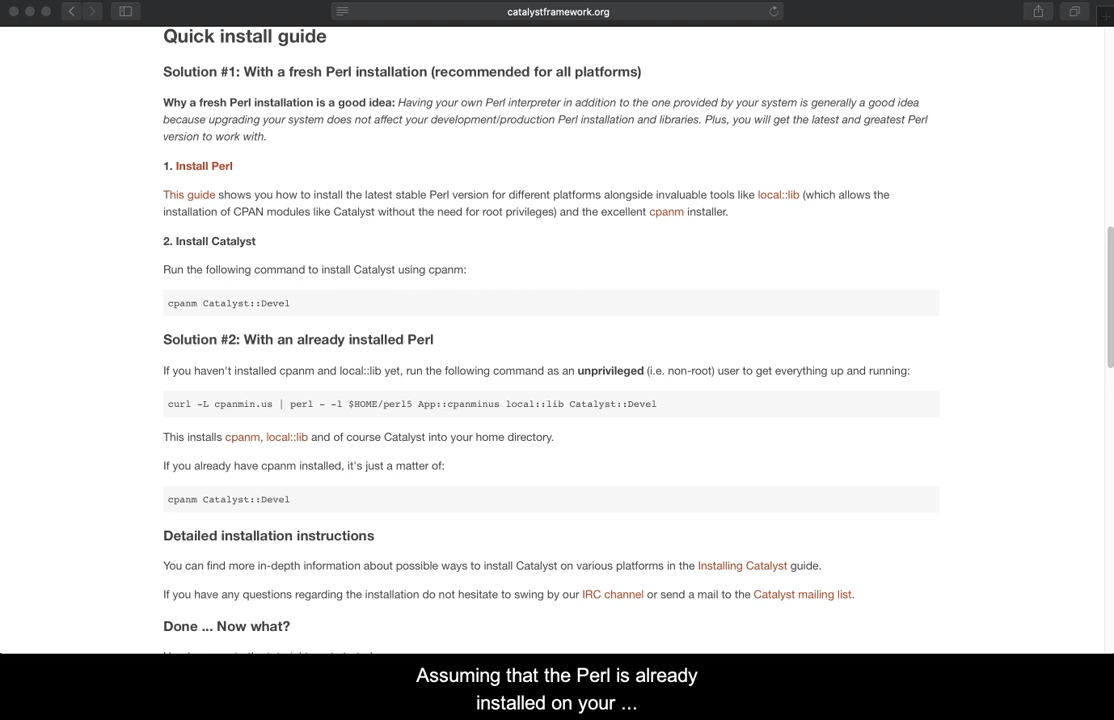 catalystframework.org
Quick install guide
Solution #1: With a fresh Perl installation (recommended for all platforms)
Why a fresh Perl installation is a good idea: Having your own Perl interpreter in addition to the one provided by your system is generally a good idea
because upgrading your system does not affect your development/production Perl installation and libraries. Plus, you will get the latest and greatest Perl
version to work with.
1. Install Perl
This guide shows you how to install the latest stable Perl version for different platforms alongside invaluable tools like local::lib (which allows the
installation of CPAN modules like Catalyst without the need for root privileges) and the excellent cpanm installer.
2. Install Catalyst
Run the following command to install Catalyst using cpanm:
cpanm Catalyst::Devel
Solution #2: With an already installed Perl
If you haven't installed cpanm and local::lib yet, run the following command as an unprivileged (i.e. non-root) user to get everything up and running:
curl -L cpanmin.us | perl - -l $HOME/perl5 App::cpanminus local::lib Catalyst::Devel
This installs cpanm, local::lib and of course Catalyst into your home directory.
If you already have cpanm installed, it's just a matter of:
cpanm Catalyst::Devel
Detailed installation instructions
You can find more in-depth information about possible ways to install Catalyst on various platforms in the Installing Catalyst guide.
If you have any questions regarding the installation do not hesitate to swing by our IRC channel or send a mail to the Catalyst mailing list.
Done ... Now what?
Assuming that the Perl is already
installed on your ...